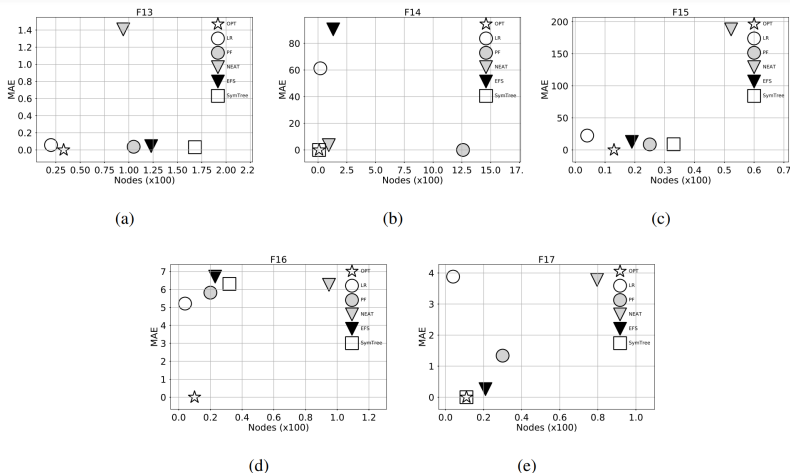 F13
MAE
1.4
1.2
1.0
0.8
0.6
0.4
0.2
0.0
0.25 0.50 0.75 1.00 1.25 1.50 1.75 2.00 2.2
Nodes (x100)
OPT
LR
PF
NEAT
EFS
SymTree
(a)
F14
MAE
80
60
40
20
0
0.0 2.5 5.0 7.5 10.0 12.5 15.0 17.
Nodes (x100)
OPT
LR
PF
NEAT
EFS
SymTree
(b)
F15
MAE
200
150
100
50
0
0.0 0.1 0.2 0.3 0.4 0.5 0.6 0.7
Nodes (x100)
OPT
LR
PF
NEAT
EFS
SymTree
(c)
F16
MAE
7
6
5
4
3
2
1
0
0.0 0.2 0.4 0.6 0.8 1.0 1.2
Nodes (x100)
OPT
LR
PF
NEAT
EFS
SymTree
(d)
F17
MAE
4
3
2
1
0
0.0 0.2 0.4 0.6 0.8 1.0
Nodes (x100)
OPT
LR
PF
NEAT
EFS
SymTree
(e)